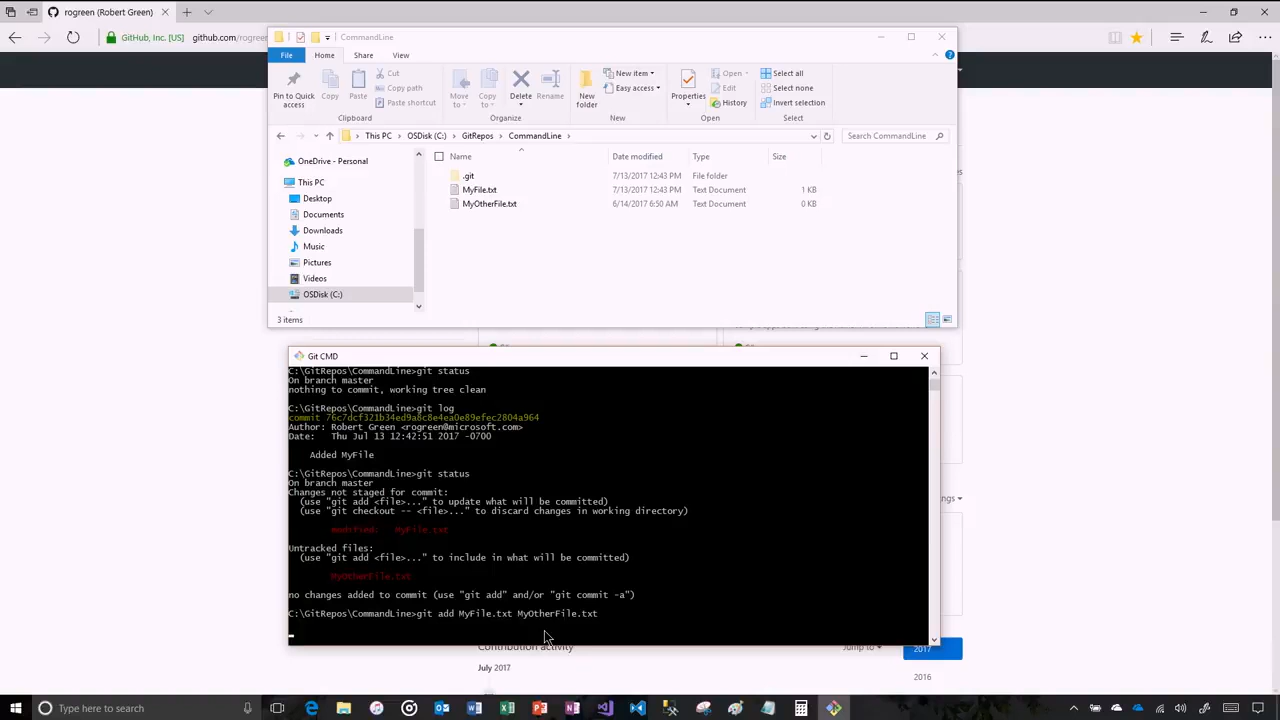 rogreen (Robert Green)
GitHub, Inc. [US]
github.com/rogreen
CommandLine
File
Home
Share
View
Pin to Quick access
Copy
Paste
Cut
Copy path
Paste shortcut
Clipboard
Move to
Copy to
Delete
Rename
Organize
New folder
New item
Easy access
New
Properties
Open
Edit
History
Open
Select all
Select none
Invert selection
Select
This PC
OSDisk (C:)
GitRepos
CommandLine
Search CommandLine
OneDrive - Personal
This PC
Desktop
Documents
Downloads
Music
Pictures
Videos
OSDisk (C:)
Name Date modified Type Size
.git 7/13/2017 12:43 PM File folder
MyFile.txt 7/13/2017 12:43 PM Text Document 1 KB
MyOtherFile.txt 6/14/2017 6:50 AM Text Document 0 KB
3 items
Git CMD
C:\GitRepos\CommandLine>git status
On branch master
nothing to commit, working tree clean
C:\GitRepos\CommandLine>git log
commit 76c7dcf321b34ed9a8c8e4ea0e89efec2804a964
Author: Robert Green <rogreen@microsoft.com>
Date: Thu Jul 13 12:42:51 2017 -0700
Added MyFile
C:\GitRepos\CommandLine>git status
On branch master
Changes not staged for commit:
(use "git add <file>..." to update what will be committed)
(use "git checkout -- <file>..." to discard changes in working directory)
modified: MyFile.txt
Untracked files:
(use "git add <file>..." to include in what will be committed)
MyOtherFile.txt
no changes added to commit (use "git add" and/or "git commit -a")
C:\GitRepos\CommandLine>git add MyFile.txt MyOtherFile.txt
Contribution activity
Jump to
2017
July 2017
2016
Type here to search